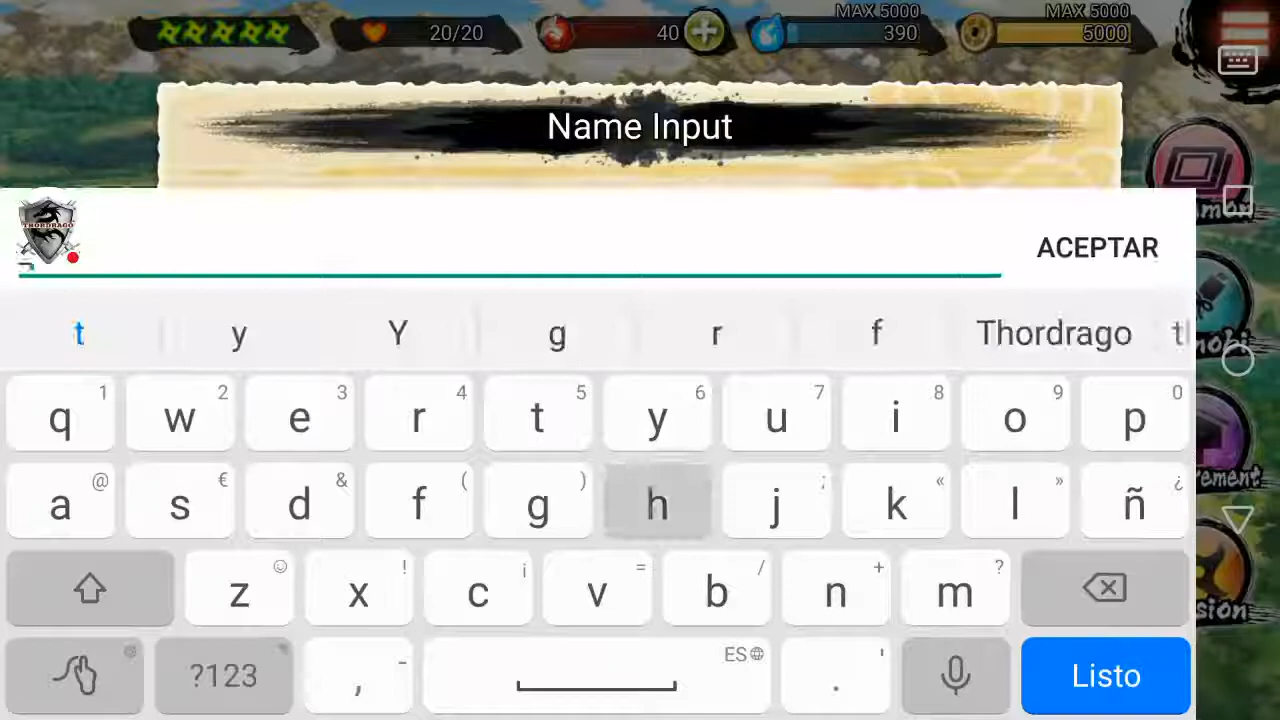 MAX 5000 MAX 5000
20/20 40 390 5000
Name Input
THORDRAGO
ACEPTAR
t y Y g r f Thordrago
1 2 3 4 5 6 7 8 9 0
q w e r t y u i o p
@ € & ( ) ; « » ¿
a s d f g h j k l ñ
! ¡ = / + ?
z x c v b n m
- ES '
?123 , . Listo